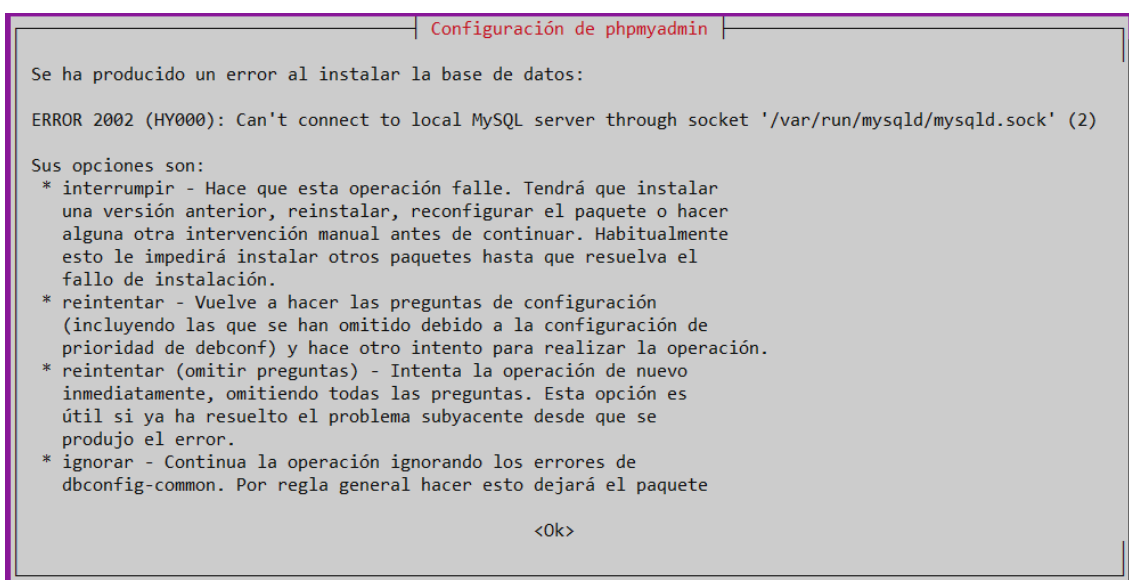 Configuración de phpmyadmin
Se ha producido un error al instalar la base de datos:
ERROR 2002 (HY000): Can't connect to local MySQL server through socket '/var/run/mysqld/mysqld.sock' (2)
Sus opciones son:
* interrumpir - Hace que esta operación falle. Tendrá que instalar
una versión anterior, reinstalar, reconfigurar el paquete o hacer
alguna otra intervención manual antes de continuar. Habitualmente
esto le impedirá instalar otros paquetes hasta que resuelva el
fallo de instalación.
* reintentar - Vuelve a hacer las preguntas de configuración
(incluyendo las que se han omitido debido a la configuración de
prioridad de debconf) y hace otro intento para realizar la operación.
* reintentar (omitir preguntas) - Intenta la operación de nuevo
inmediatamente, omitiendo todas las preguntas. Esta opción es
útil si ya ha resuelto el problema subyacente desde que se
produjo el error.
* ignorar - Continua la operación ignorando los errores de
dbconfig-common. Por regla general hacer esto dejará el paquete
<Ok>